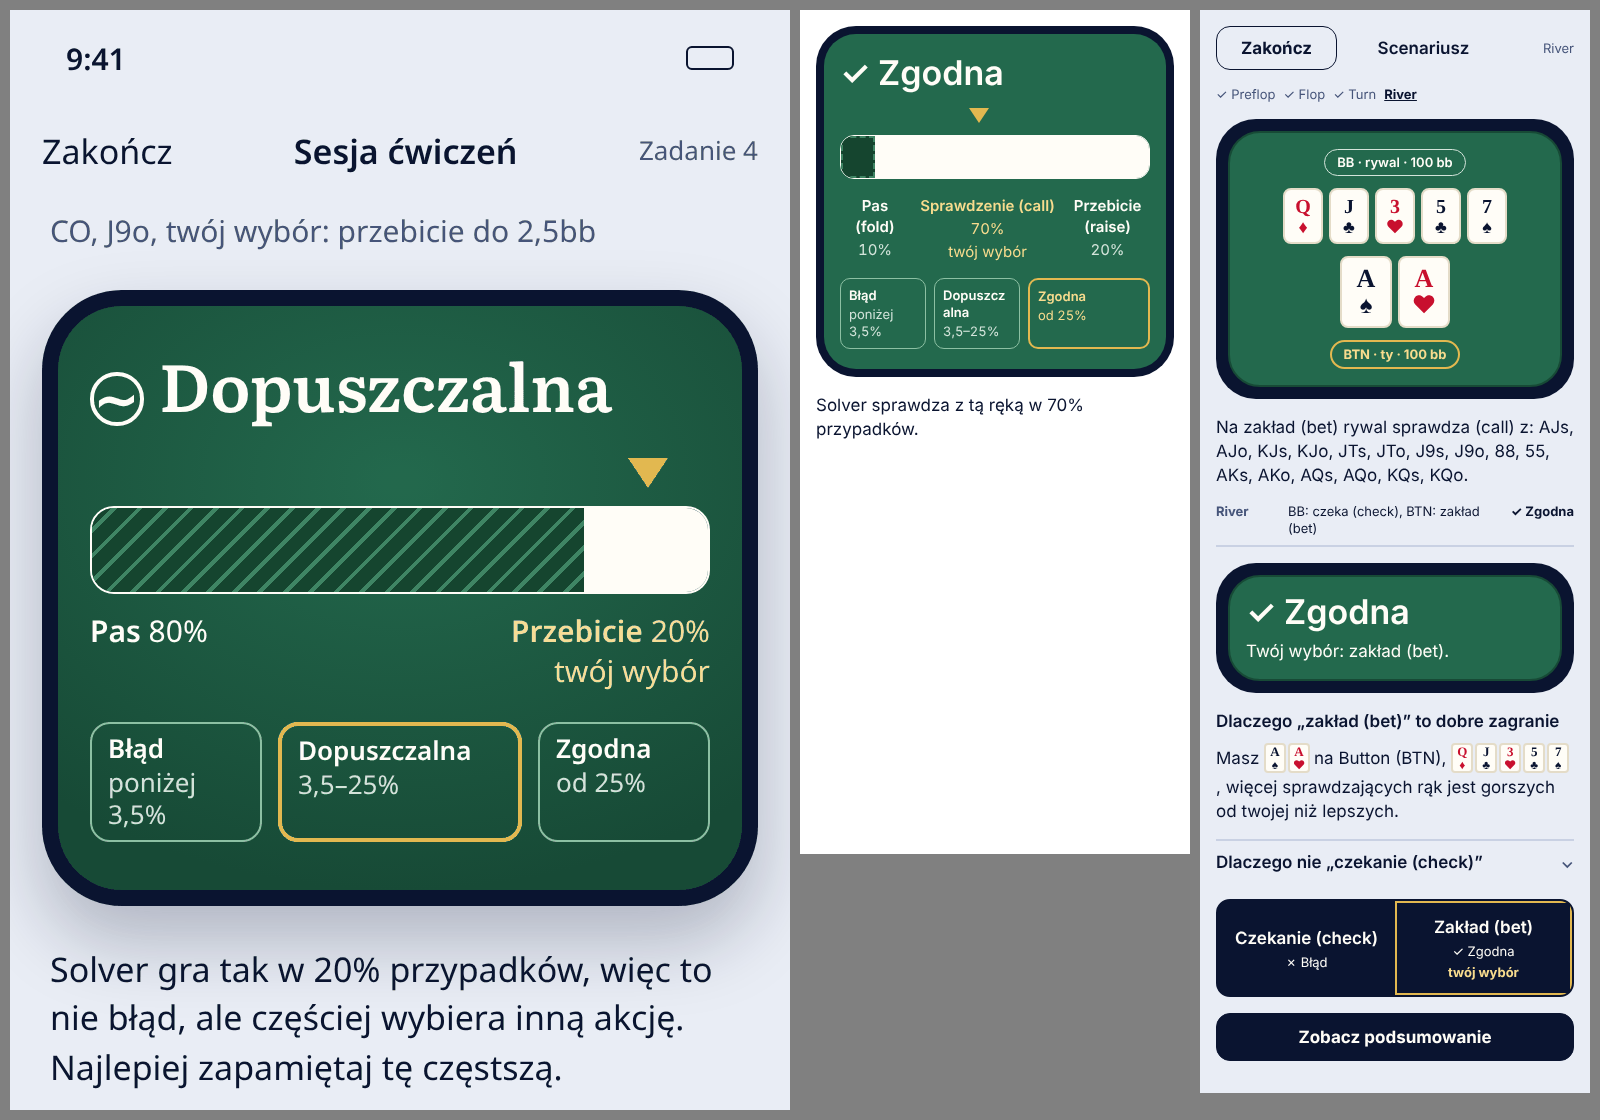 9:41
Zakończ
Sesja ćwiczeń
Zadanie 4
CO, J9o, twój wybór: przebicie do 2,5bb
Dopuszczalna
Pas 80%
Przebicie 20%
twój wybór
Błąd
poniżej
3,5%
Dopuszczalna
3,5–25%
Zgodna
od 25%
Solver gra tak w 20% przypadków, więc to
nie błąd, ale częściej wybiera inną akcję.
Najlepiej zapamiętaj tę częstszą.
✓ Zgodna
Pas
(fold)
10%
Sprawdzenie (call)
70%
twój wybór
Przebicie
(raise)
20%
Błąd
poniżej
3,5%
Dopuszcz
alna
3,5–25%
Zgodna
od 25%
Solver sprawdza z tą ręką w 70%
przypadków.
Zakończ
Scenariusz
River
✓ Preflop ✓ Flop ✓ Turn River
BB · rywal · 100 bb
Q♦ J♣ 3♥ 5♣ 7♠
A♠ A♥
BTN · ty · 100 bb
Na zakład (bet) rywal sprawdza (call) z: AJs,
AJo, KJs, KJo, JTs, JTo, J9s, J9o, 88, 55,
AKs, AKo, AQs, AQo, KQs, KQo.
River
BB: czeka (check), BTN: zakład
(bet)
✓ Zgodna
✓ Zgodna
Twój wybór: zakład (bet).
Dlaczego „zakład (bet)” to dobre zagranie
Masz A♠ A♥ na Button (BTN), Q♦ J♣ 3♥ 5♣ 7♠
, więcej sprawdzających rąk jest gorszych
od twojej niż lepszych.
Dlaczego nie „czekanie (check)”
Czekanie (check)
× Błąd
Zakład (bet)
✓ Zgodna
twój wybór
Zobacz podsumowanie